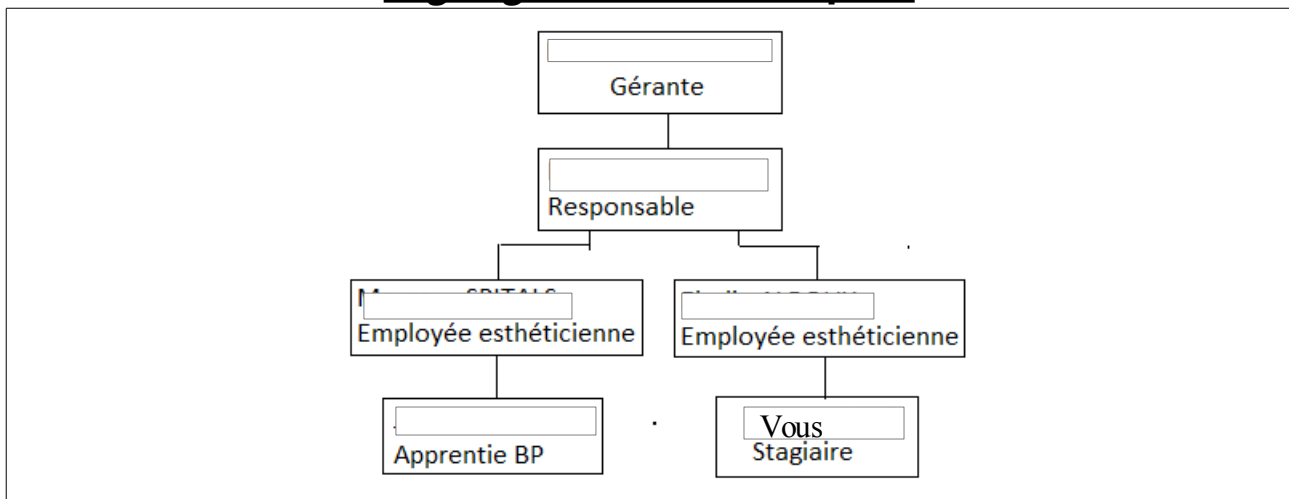 Gérante
Responsable
Employée esthéticienne
Employée esthéticienne
Vous
Apprentie BP
Stagiaire